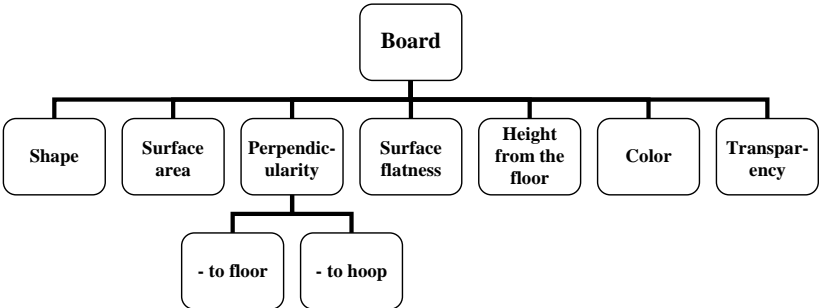 Board
Shape
Surface
area
Perpendic-
ularity
Surface
flatness
Height
from the
floor
Color
Transpar-
ency
- to floor
- to hoop